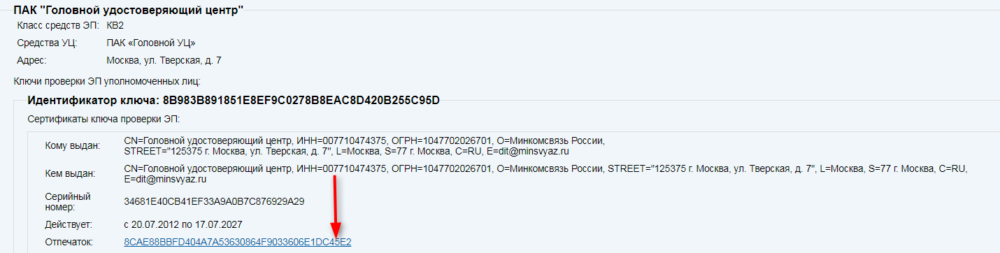 ПАК "Головной удостоверяющий центр"
Класс средств ЭП: КВ2
Средства УЦ: ПАК «Головной УЦ»
Адрес: Москва, ул. Тверская, д. 7
Ключи проверки ЭП уполномоченных лиц:
Идентификатор ключа: 8B983B891851E8EF9C0278B8EAC8D420B255C95D
Сертификаты ключа проверки ЭП:
Кому выдан: CN=Головной удостоверяющий центр, ИНН=007710474375, ОГРН=1047702026701, O=Минкомсвязь России,
STREET="125375 г. Москва, ул. Тверская, д. 7", L=Москва, S=77 г. Москва, C=RU, E=dit@minsvyaz.ru
Кем выдан: CN=Головной удостоверяющий центр, ИНН=007710474375, ОГРН=1047702026701, O=Минкомсвязь России, STREET="125375 г. Москва, ул. Тверская, д. 7", L=Москва, S=77 г. Москва, C=RU,
E=dit@minsvyaz.ru
Серийный
номер: 34681E40CB41EF33A9A0B7C876929A29
Действует: с 20.07.2012 по 17.07.2027
Отпечаток: 8CAE88BBFD404A7A53630864F9033606E1DC45E2